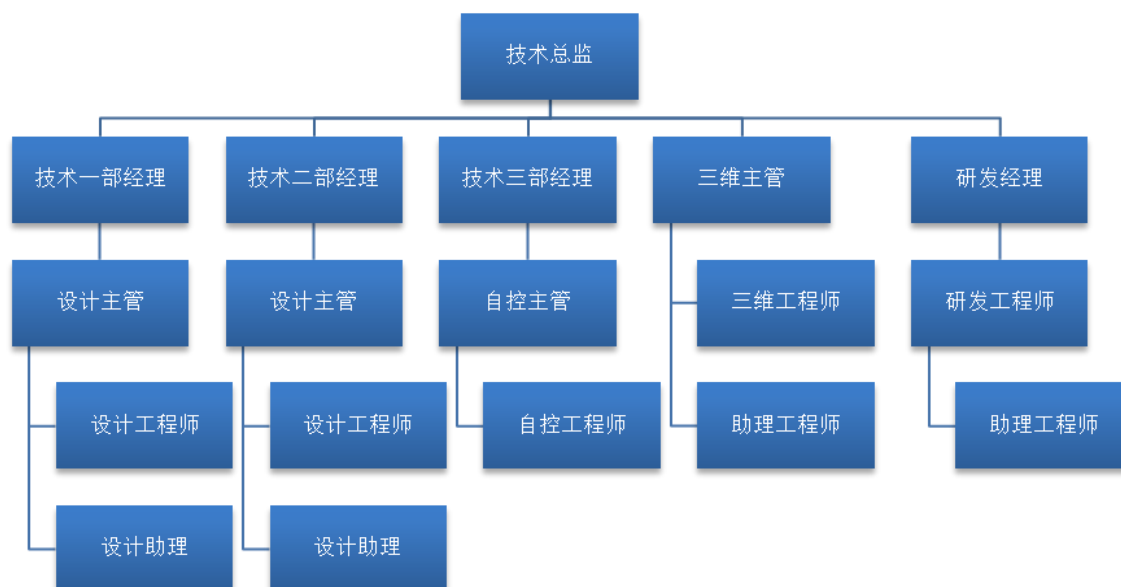 技术总监
技术一部经理
技术二部经理
技术三部经理
三维主管
研发经理
设计主管
设计主管
自控主管
三维工程师
研发工程师
设计工程师
设计工程师
自控工程师
助理工程师
助理工程师
设计助理
设计助理